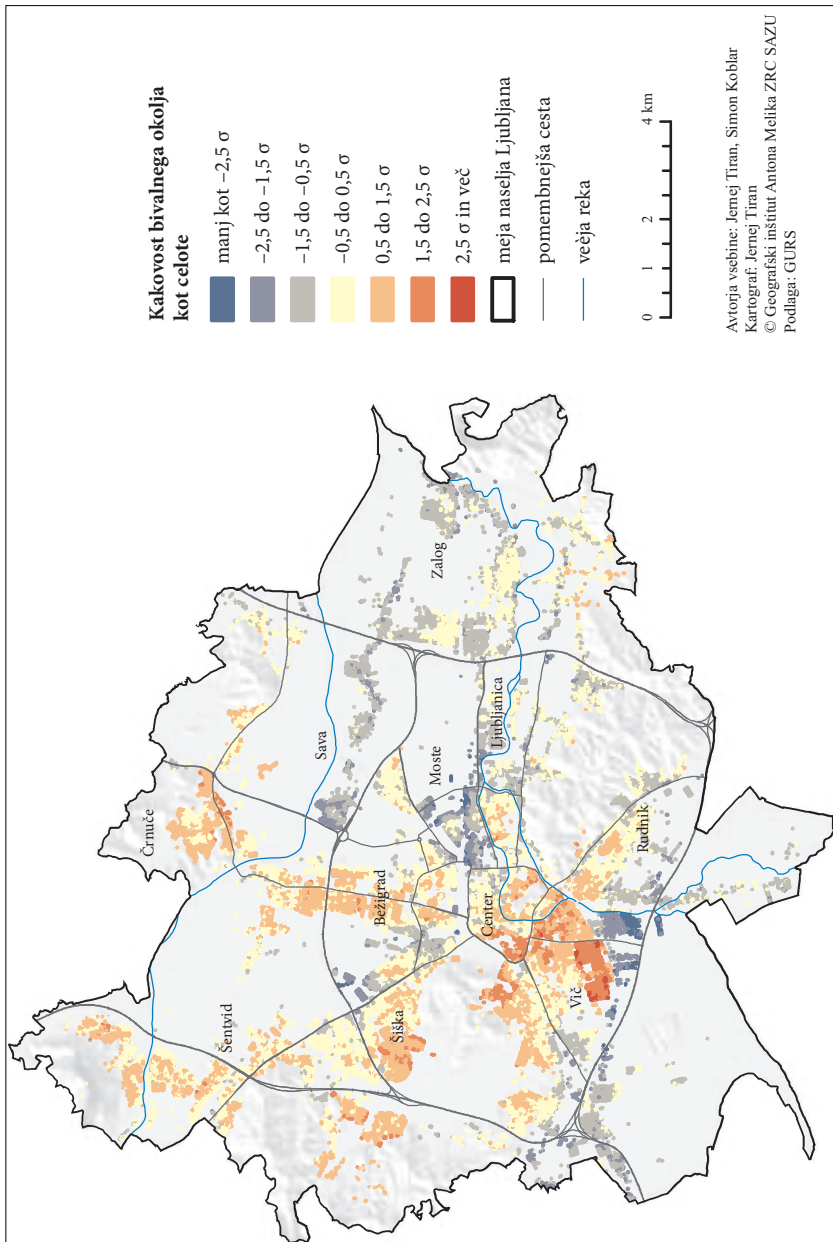 Kakovost bivalnega okolja
kot celote
manj kot −2,5 σ
−2,5 do −1,5 σ
−1,5 do −0,5 σ
−0,5 do 0,5 σ
0,5 do 1,5 σ
1,5 do 2,5 σ
2,5 σ in več
meja naselja Ljubljana
pomembnejša cesta
večja reka
0 1 2 4 km
Avtorja vsebine: Jernej Tiran, Simon Koblar
Kartograf: Jernej Tiran
© Geografski inštitut Antona Melika ZRC SAZU
Podlaga: GURS
Črnuče
Sava
Šentvid
Bežigrad
Moste
Zalog
Šiška
Center
Ljubljanica
Vič
Rudnik